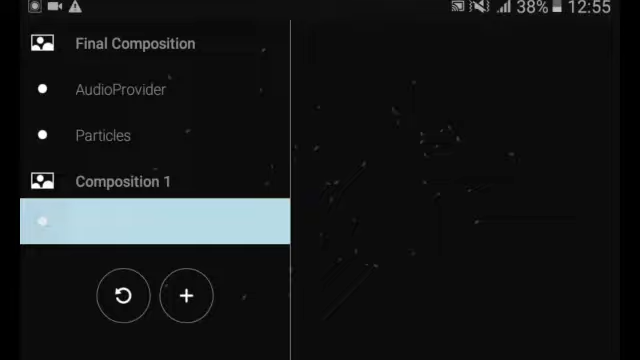 38% 12:55
Final Composition
AudioProvider
Particles
Composition 1